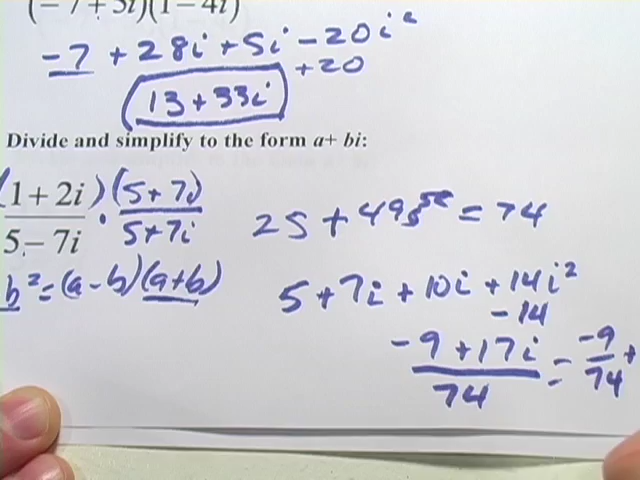 (−7+5i)(1−4i)
-7 + 28i + 5i - 20i²
+20
13 + 33i
Divide and simplify to the form a+ bi:
(1+2i) • (5+7i) / 5−7i 5+7i
25 + 49 = 74
b² = (a-b)(a+b)
5 + 7i + 10i + 14i²
-14
-9 + 17i / 74 = -9/74 +